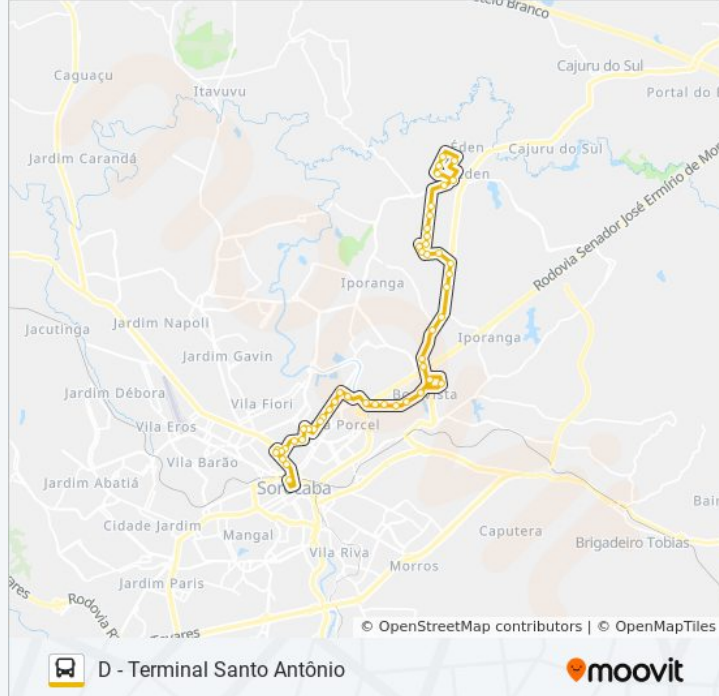 Branco
Caguaçu
Itavuvu
Cajuru do Sul
Portal do
Éden
Cajuru do Sul
Jardim Carandá
Éden
Rodovia Senador José Ermírio de Mor
Iporanga
Jacutinga
Jardim Napoli
Iporanga
Jardim Gavin
Jardim Débora
Vila Fiori
Vila Eros
Porcel
Vila Barão
Jardim Abatiá
Sorocaba
Cidade Jardim
Mangal
Caputera
Brigadeiro Tobias
Vila Riva
Morros
Jardim Paris
Rodovia R
© OpenStreetMap contributors | © OpenMapTiles
D - Terminal Santo Antônio
moovit